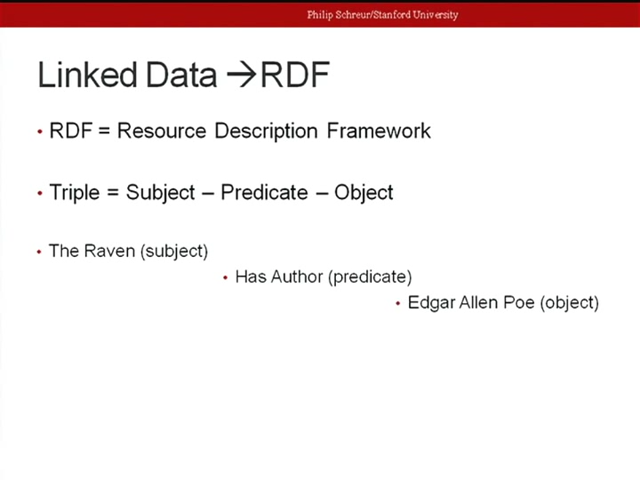 Philip Schreur/Stanford University
Linked Data →RDF
• RDF = Resource Description Framework
• Triple = Subject – Predicate – Object
• The Raven (subject)
• Has Author (predicate)
• Edgar Allen Poe (object)